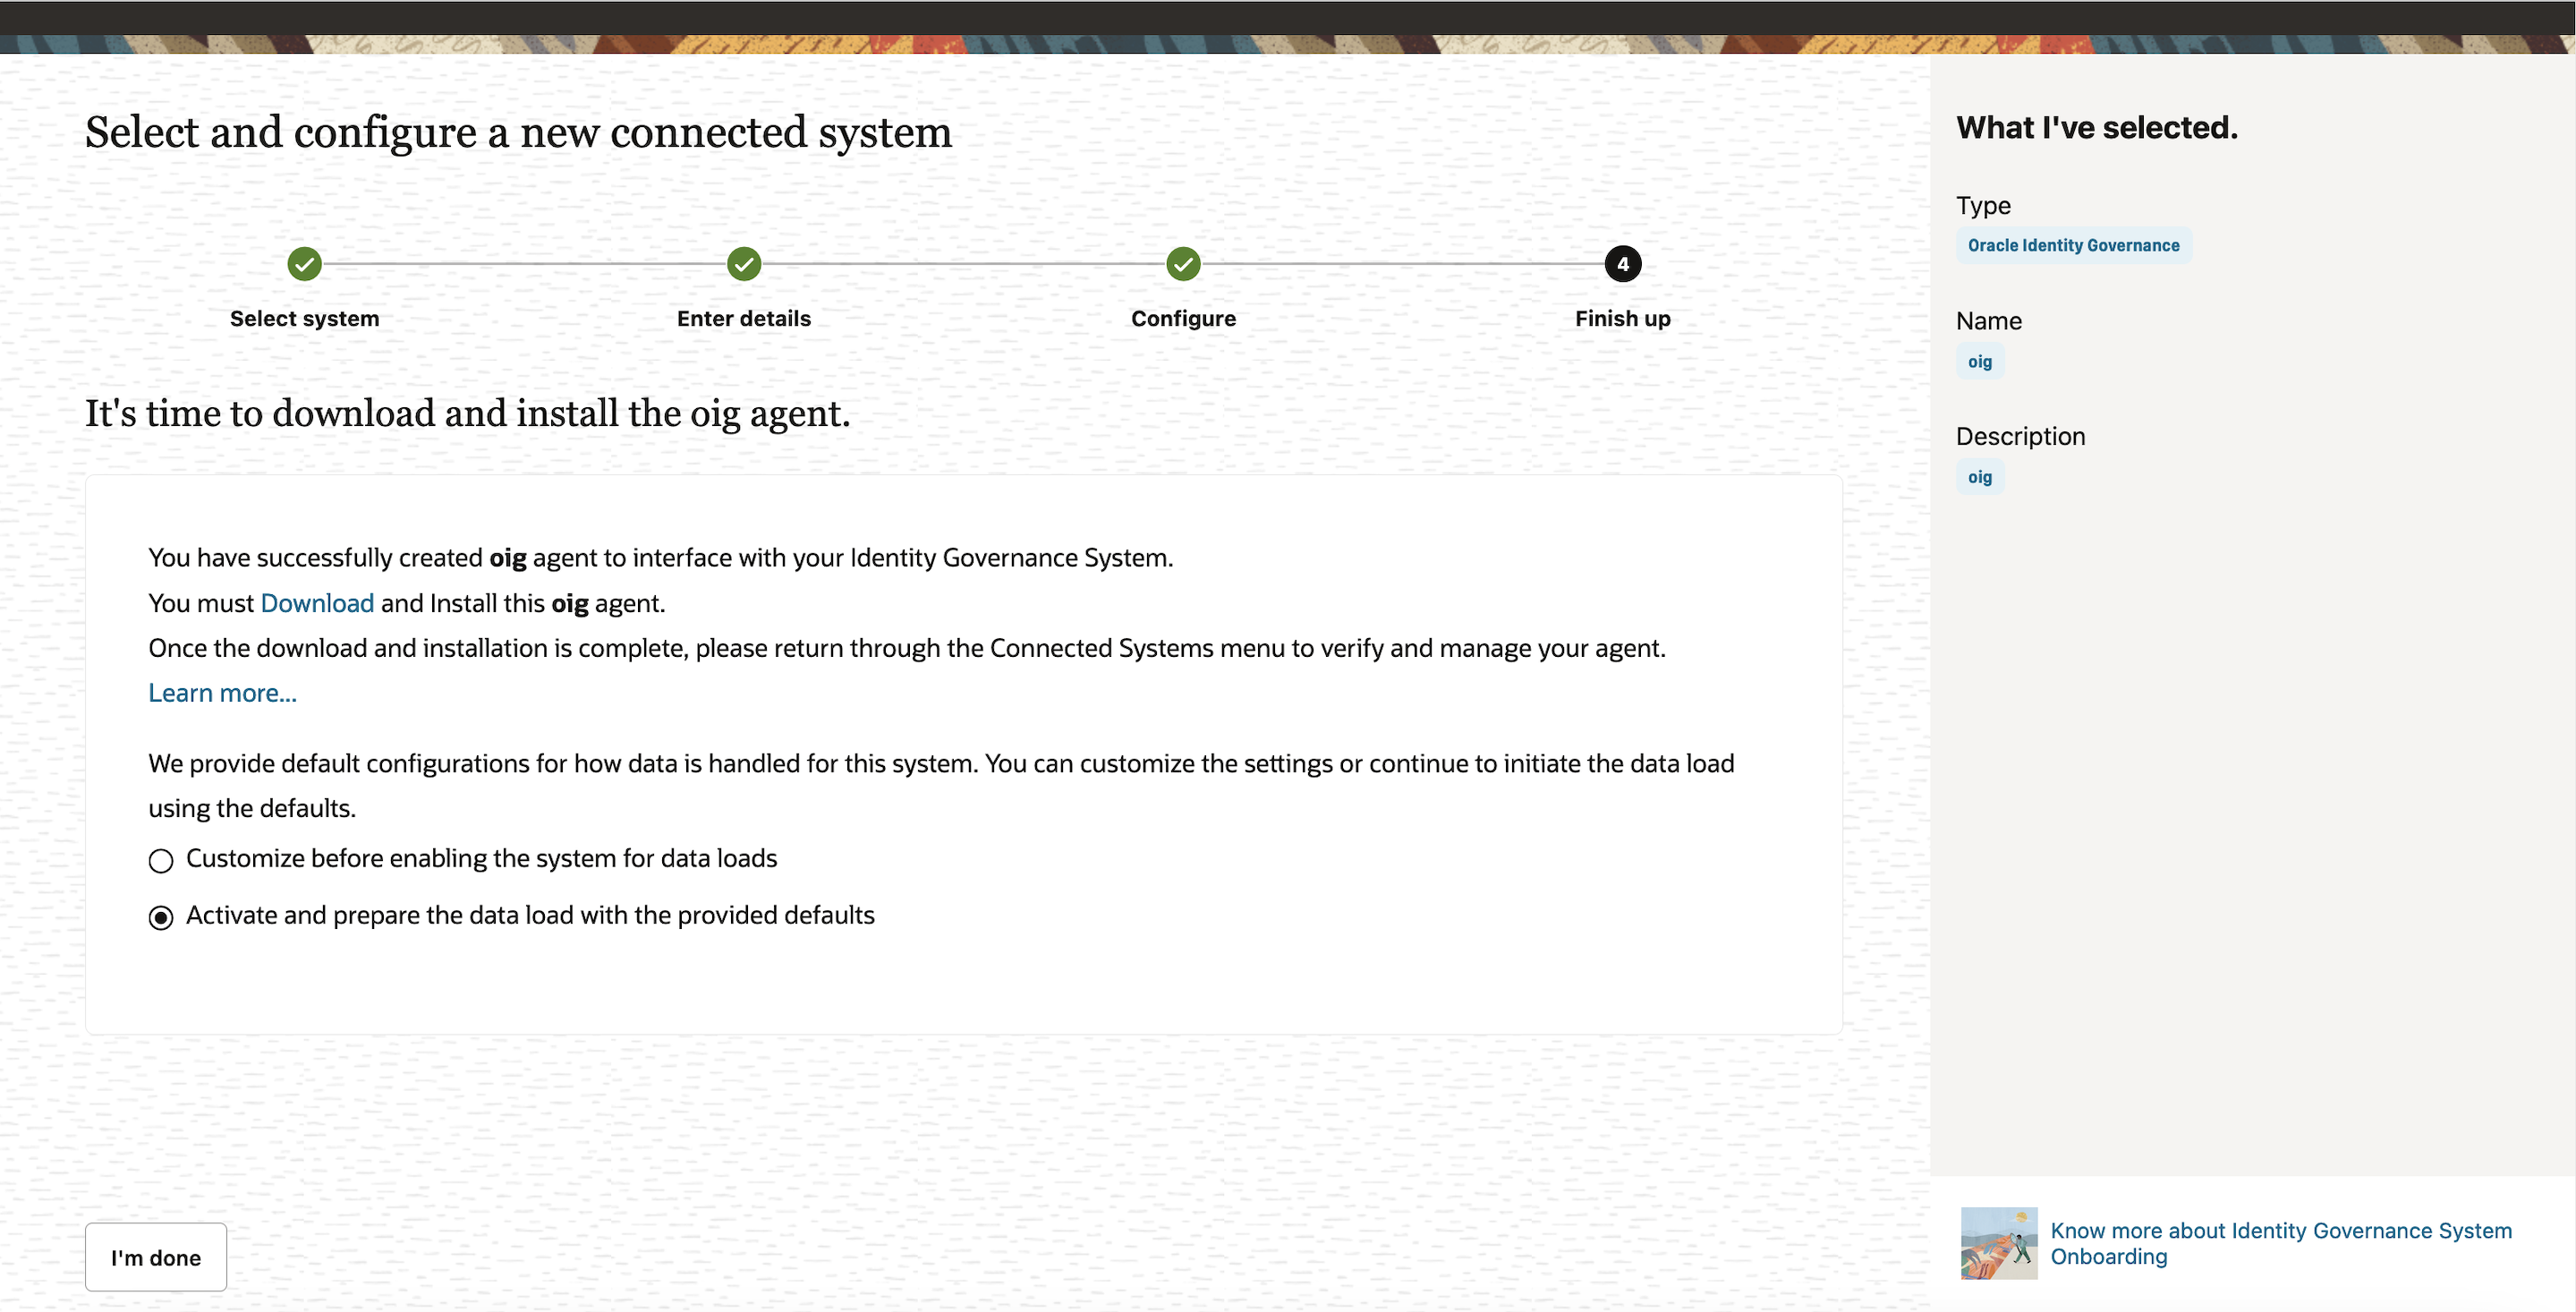 Select and configure a new connected system
4
Select system
Enter details
Configure
Finish up
It's time to download and install the oig agent.
You have successfully created oig agent to interface with your Identity Governance System.
You must Download and Install this oig agent.
Once the download and installation is complete, please return through the Connected Systems menu to verify and manage your agent.
Learn more...
We provide default configurations for how data is handled for this system. You can customize the settings or continue to initiate the data load
using the defaults.
Customize before enabling the system for data loads
Activate and prepare the data load with the provided defaults
I'm done
What I've selected.
Type
Oracle Identity Governance
Name
oig
Description
oig
Know more about Identity Governance System
Onboarding